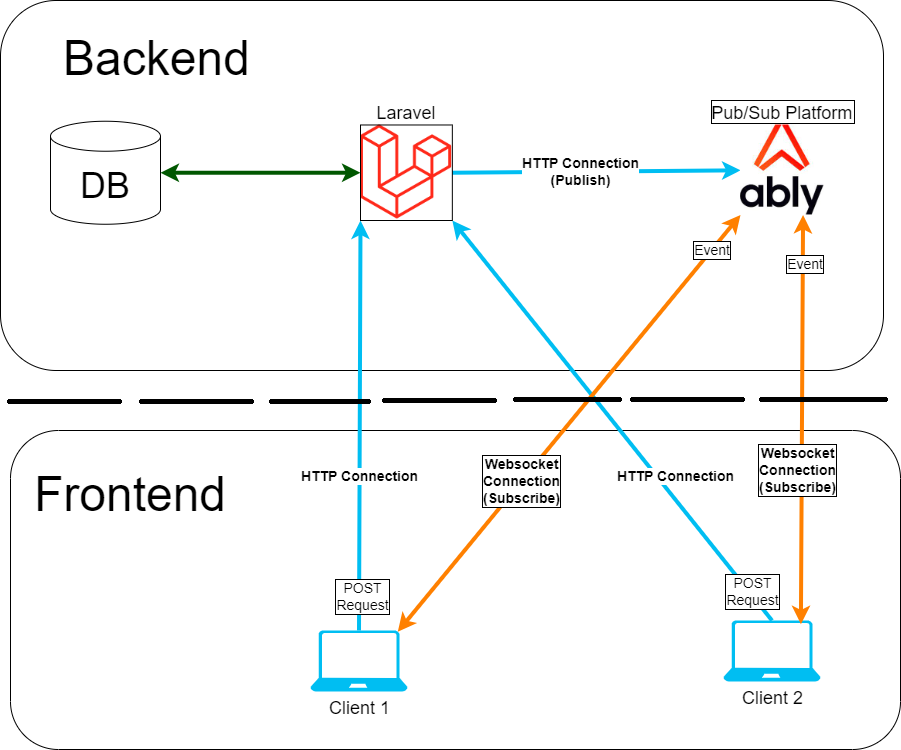 Backend
Laravel
Pub/Sub Platform
DB
HTTP Connection
(Publish)
ably
Event
Event
Frontend
HTTP Connection
Websocket
Connection
(Subscribe)
HTTP Connection
Websocket
Connection
(Subscribe)
POST
Request
POST
Request
Client 1
Client 2